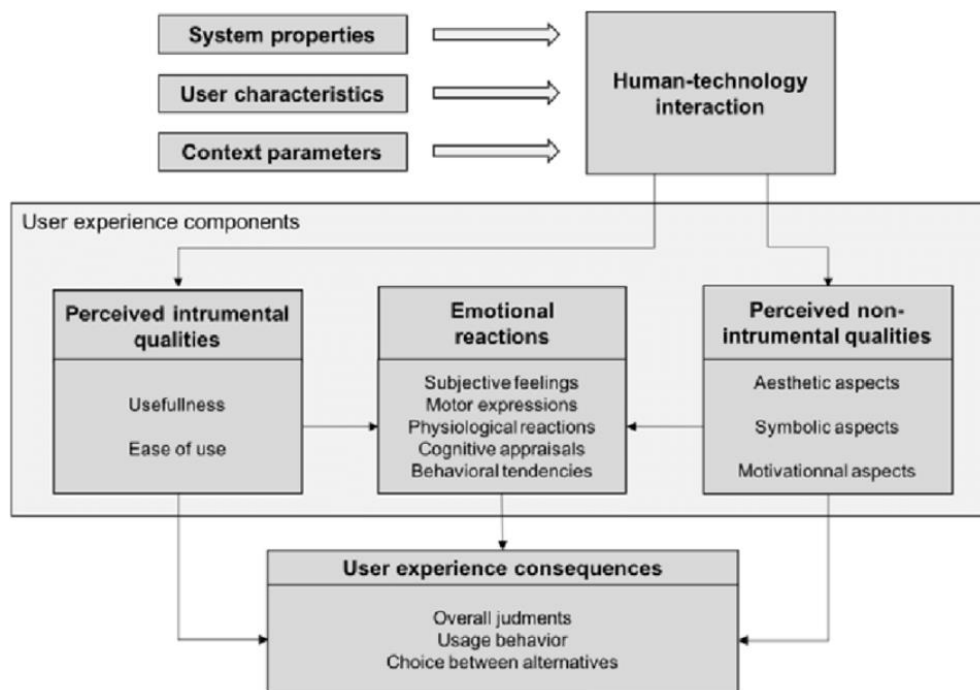 System properties
User characteristics
Context parameters
Human-technology
interaction
User experience components
Perceived intrumental
qualities
Usefullness
Ease of use
Emotional
reactions
Subjective feelings
Motor expressions
Physiological reactions
Cognitive appraisals
Behavioral tendencies
Perceived non-
intrumental qualities
Aesthetic aspects
Symbolic aspects
Motivationnal aspects
User experience consequences
Overall judments
Usage behavior
Choice between alternatives